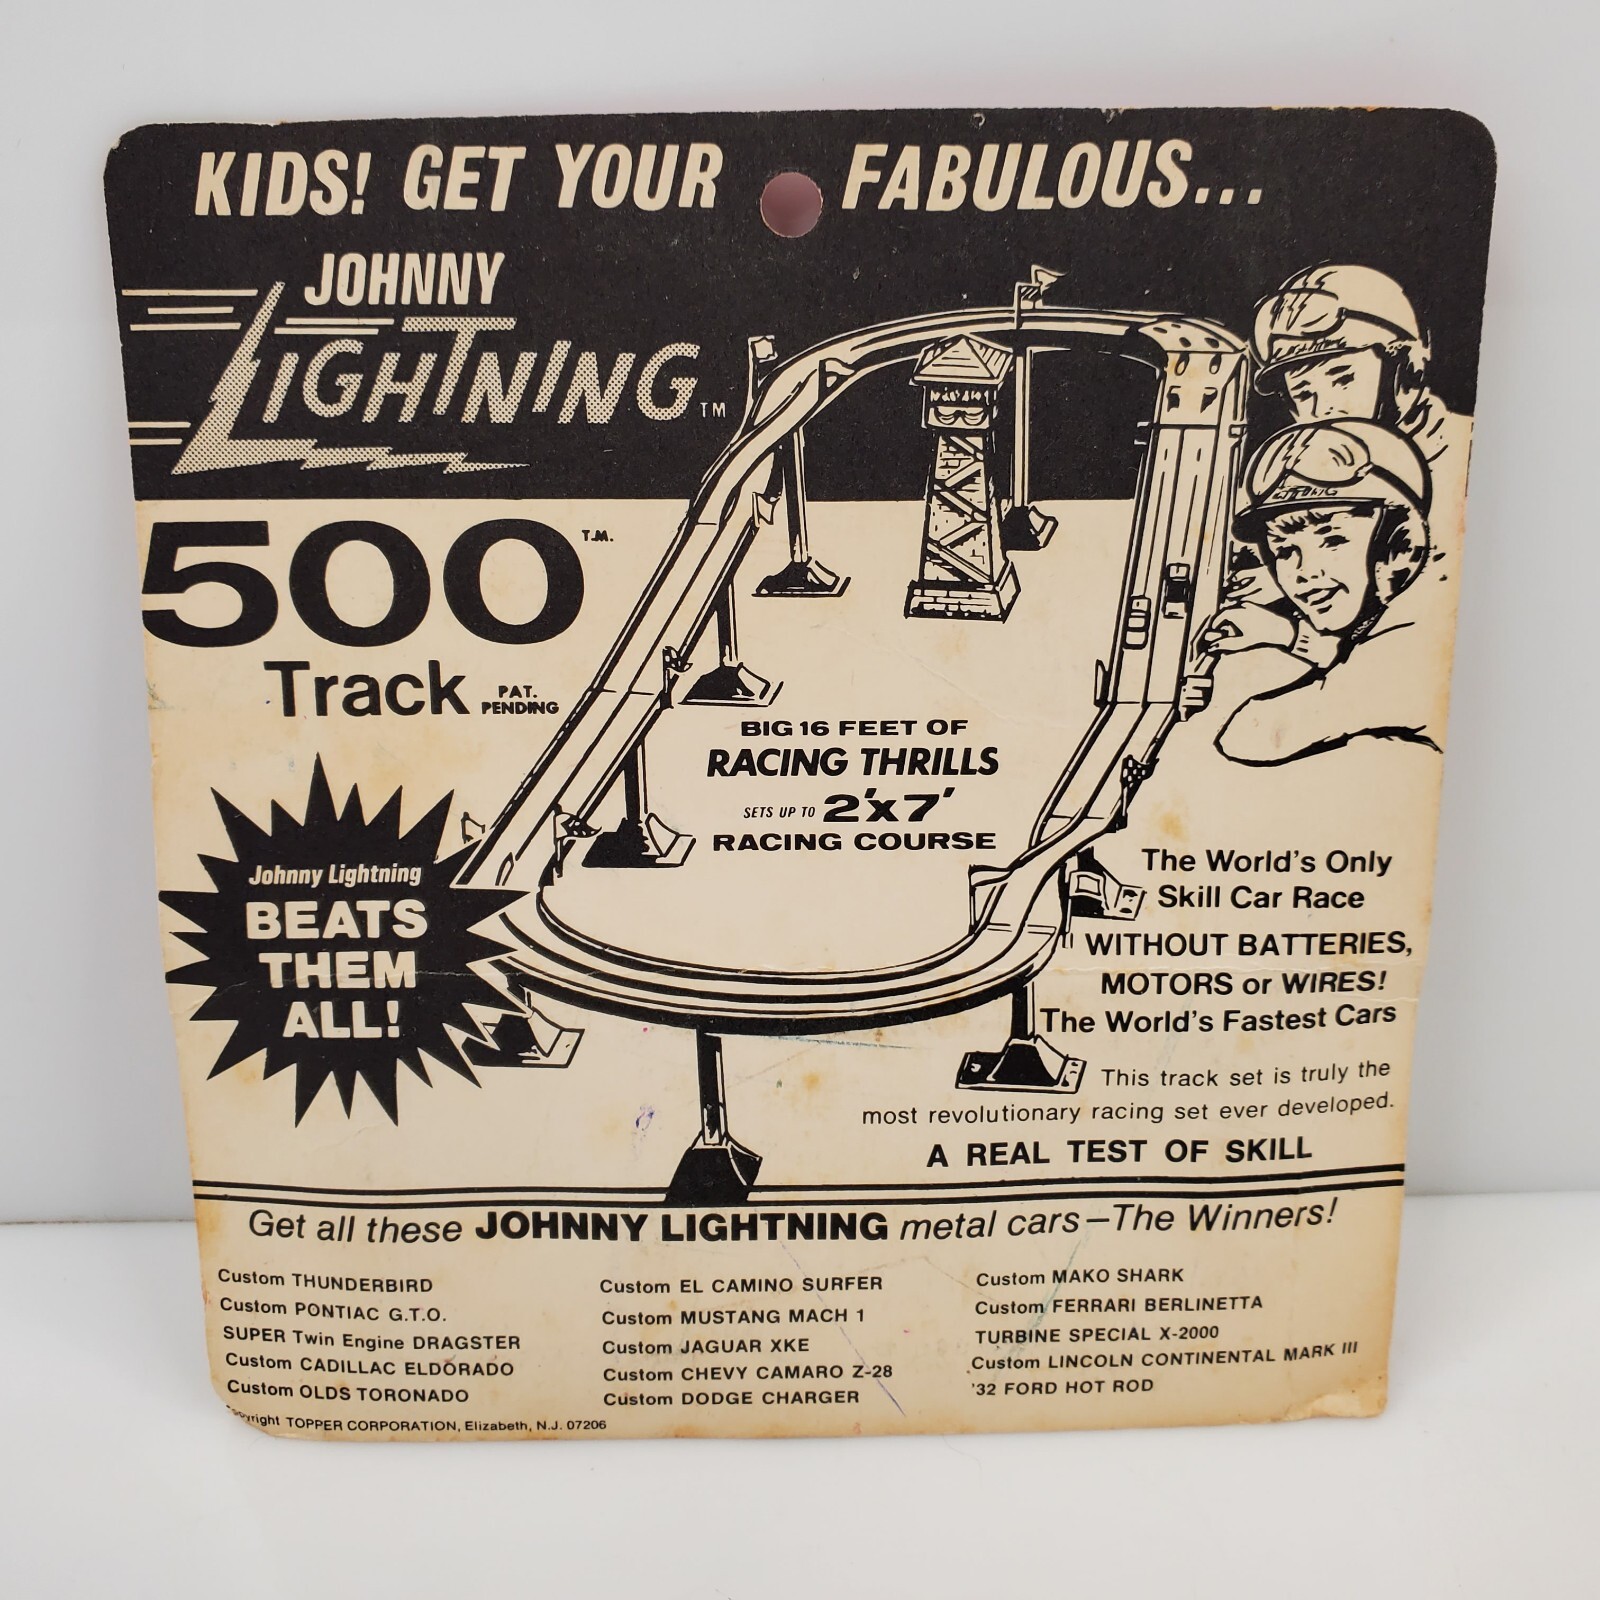 KIDS! GET YOUR FABULOUS...
JOHNNY
LIGHTNING TM
500 T.M.
Track PAT.
PENDING
BIG 16 FEET OF
RACING THRILLS
SETS UP TO 2'x7'
RACING COURSE
Johnny Lightning
BEATS
THEM
ALL!
The World's Only
Skill Car Race
WITHOUT BATTERIES,
MOTORS or WIRES!
The World's Fastest Cars
This track set is truly the
most revolutionary racing set ever developed.
A REAL TEST OF SKILL
Get all these JOHNNY LIGHTNING metal cars—The Winners!
Custom THUNDERBIRD
Custom PONTIAC G.T.O.
SUPER Twin Engine DRAGSTER
Custom CADILLAC ELDORADO
Custom OLDS TORONADO
Custom EL CAMINO SURFER
Custom MUSTANG MACH 1
Custom JAGUAR XKE
Custom CHEVY CAMARO Z-28
Custom DODGE CHARGER
Custom MAKO SHARK
Custom FERRARI BERLINETTA
TURBINE SPECIAL X-2000
Custom LINCOLN CONTINENTAL MARK III
'32 FORD HOT ROD
TOPPER CORPORATION, Elizabeth, N.J. 07206